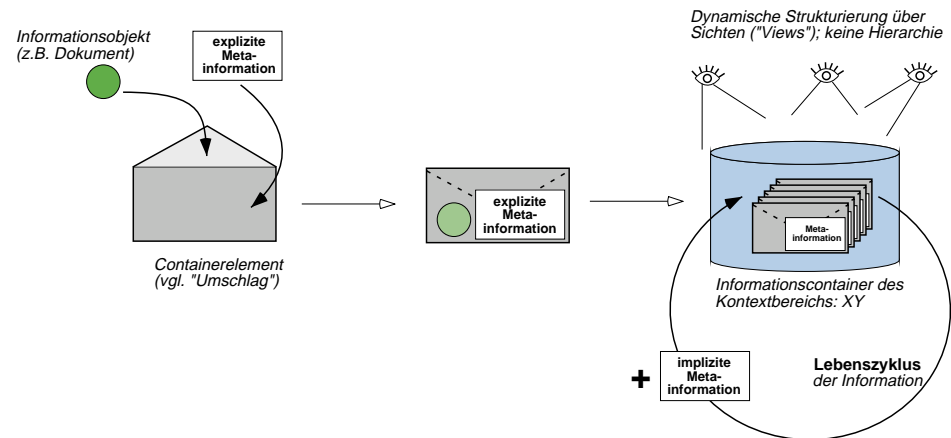 Informationsobjekt
(z.B. Dokument)
explizite
Meta-
information
Containerelement
(vgl. "Umschlag")
explizite
Meta-
information
Dynamische Strukturierung über
Sichten ("Views"); keine Hierarchie
Meta-
information
Informationscontainer des
Kontextbereichs: XY
+
implizite
Meta-
information
Lebenszyklus
der Information